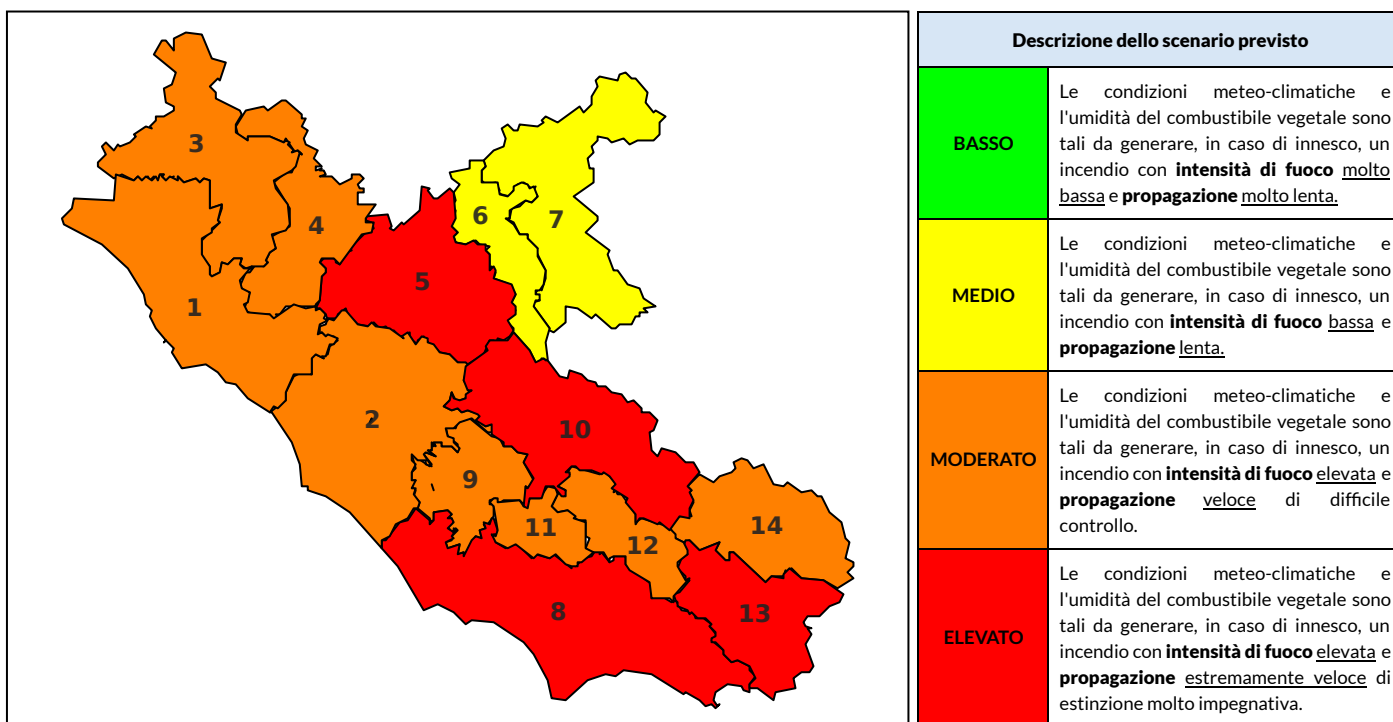 3
4
6
7
5
1
2
10
9
11
12
14
8
13
Descrizione dello scenario previsto
BASSO
Le condizioni meteo-climatiche e
l'umidità del combustibile vegetale sono
tali da generare, in caso di innesco, un
incendio con intensità di fuoco molto
bassa e propagazione molto lenta.
MEDIO
Le condizioni meteo-climatiche e
l'umidità del combustibile vegetale sono
tali da generare, in caso di innesco, un
incendio con intensità di fuoco bassa e
propagazione lenta.
MODERATO
Le condizioni meteo-climatiche e
l'umidità del combustibile vegetale sono
tali da generare, in caso di innesco, un
incendio con intensità di fuoco elevata e
propagazione veloce di difficile
controllo.
ELEVATO
Le condizioni meteo-climatiche e
l'umidità del combustibile vegetale sono
tali da generare, in caso di innesco, un
incendio con intensità di fuoco elevata e
propagazione estremamente veloce di
estinzione molto impegnativa.